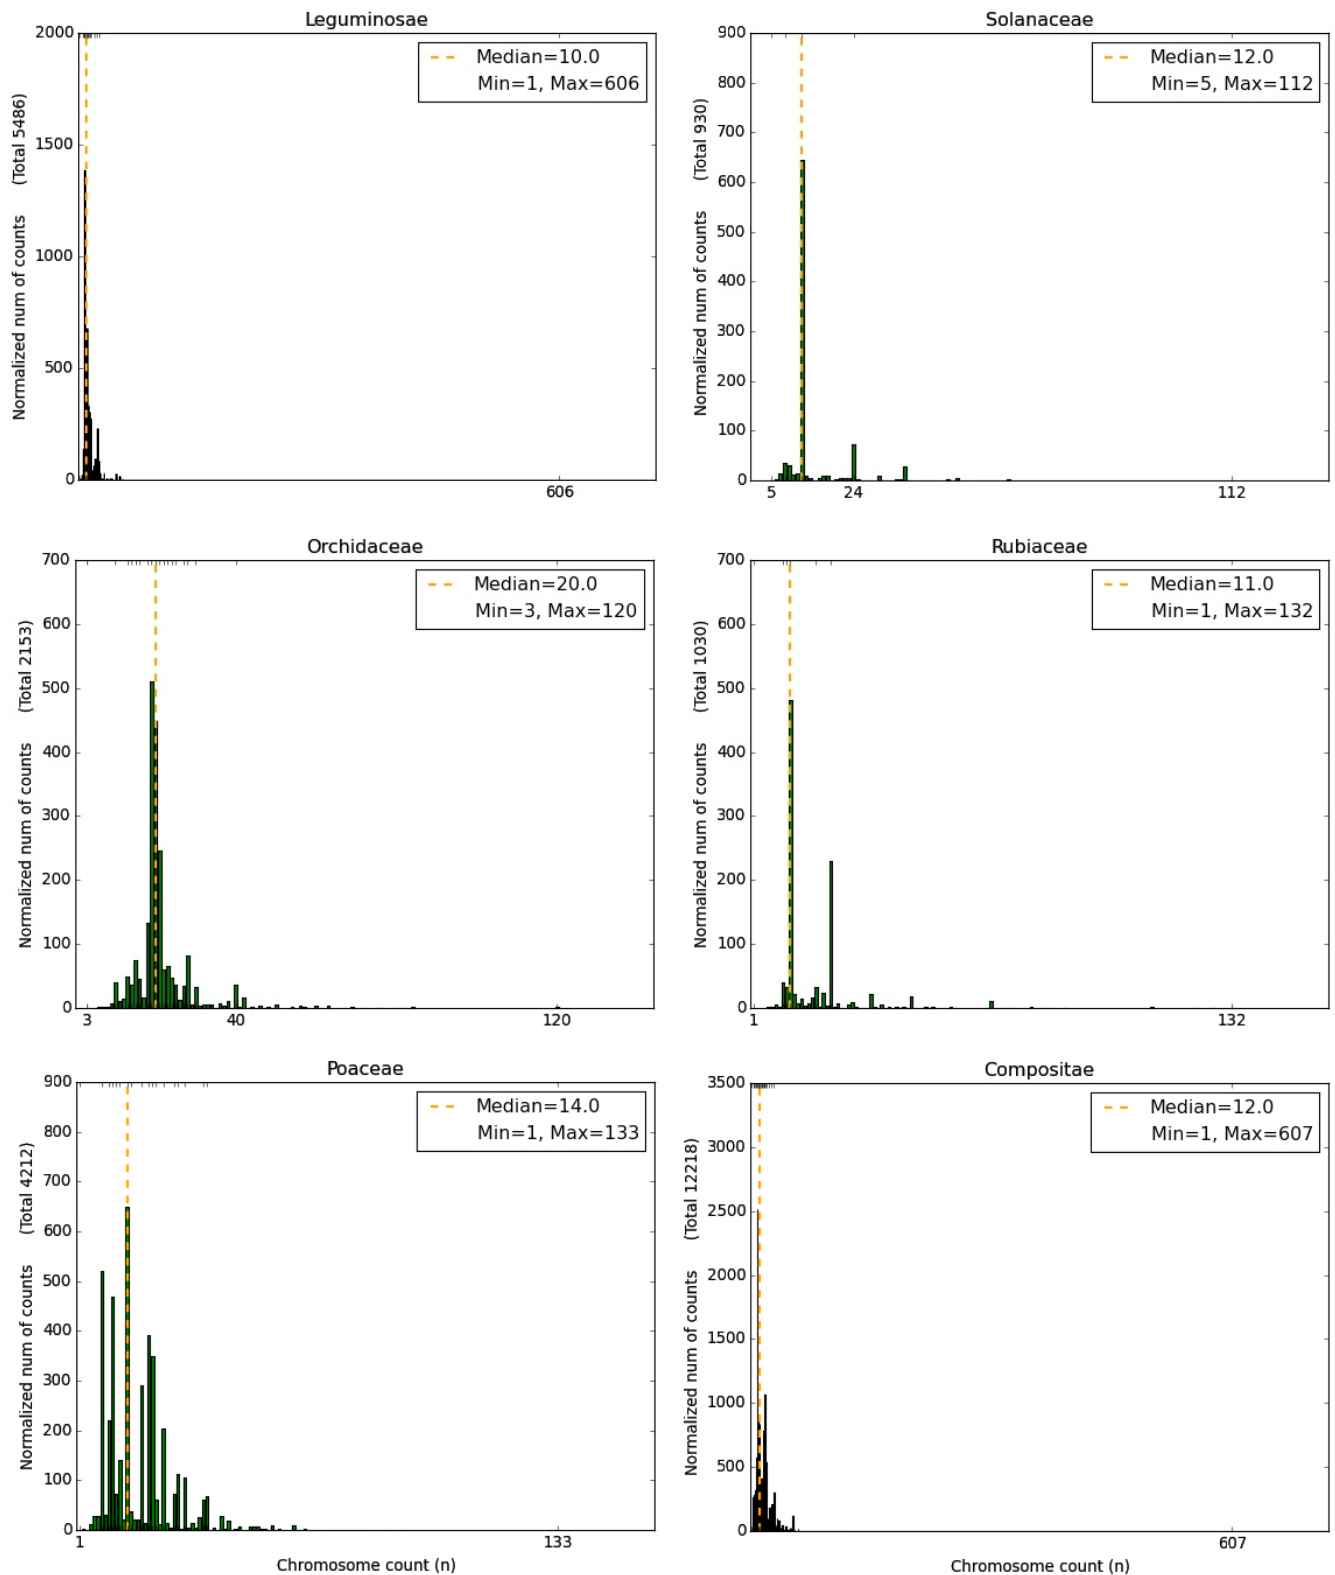 Leguminosae
2000
1500
1000
500
0
Normalized num of counts (Total 5486)
Median=10.0
Min=1, Max=606
606
Solanaceae
900
800
700
600
500
400
300
200
100
0
Normalized num of counts (Total 930)
Median=12.0
Min=5, Max=112
5 24 112
Orchidaceae
700
600
500
400
300
200
100
0
Normalized num of counts (Total 2153)
Median=20.0
Min=3, Max=120
3 40 120
Rubiaceae
700
600
500
400
300
200
100
0
Normalized num of counts (Total 1030)
Median=11.0
Min=1, Max=132
1 132
Poaceae
900
800
700
600
500
400
300
200
100
0
Normalized num of counts (Total 4212)
Median=14.0
Min=1, Max=133
1 133
Chromosome count (n)
Compositae
3500
3000
2500
2000
1500
1000
500
0
Normalized num of counts (Total 12218)
Median=12.0
Min=1, Max=607
607
Chromosome count (n)